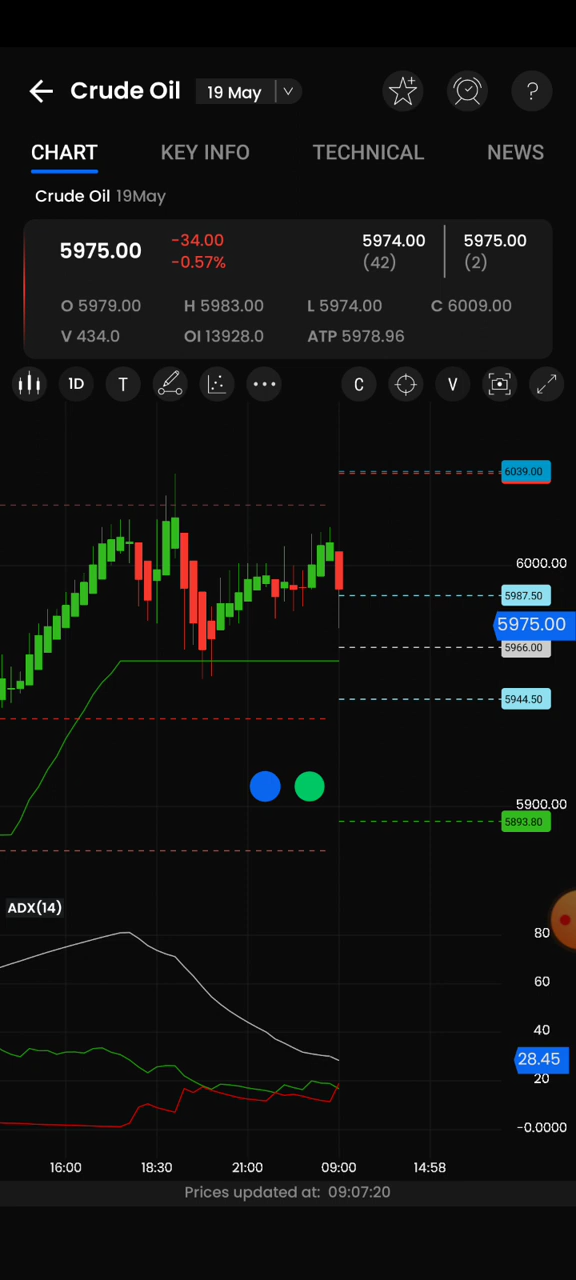 Crude Oil 19 May ?
CHART KEY INFO TECHNICAL NEWS
Crude Oil 19May
5975.00 -34.00 -0.57% 5974.00 (42) 5975.00 (2)
O 5979.00 H 5983.00 L 5974.00 C 6009.00
V 434.0 OI 13928.0 ATP 5978.96
1D T C V
6039.00
6000.00
5987.50
5975.00
5966.00
5944.50
5900.00
5893.80
ADX(14)
80
60
40
28.45
20
-0.0000
16:00 18:30 21:00 09:00 14:58
Prices updated at: 09:07:20